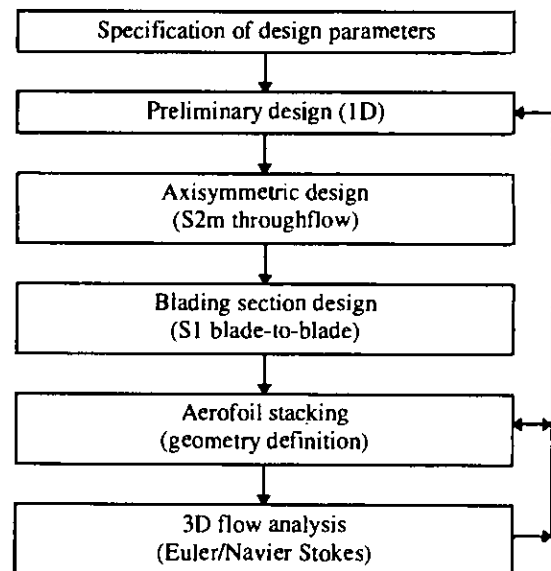 Specification of design parameters
Preliminary design (1D)
Axisymmetric design
(S2m throughflow)
Blading section design
(S1 blade-to-blade)
Aerofoil stacking
(geometry definition)
3D flow analysis
(Euler/Navier Stokes)